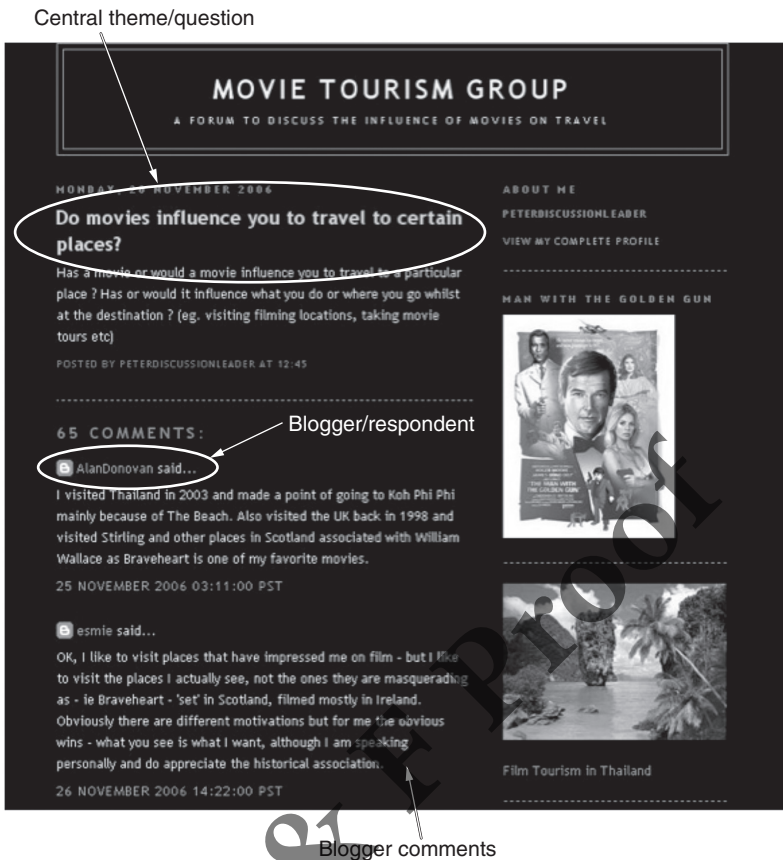 Central theme/question
MOVIE TOURISM GROUP
A FORUM TO DISCUSS THE INFLUENCE OF MOVIES ON TRAVEL
MONDAY, 20 NOVEMBER 2006
Do movies influence you to travel to certain
places?
Has a movie or would a movie influence you to travel to a particular
place ? Has or would it influence what you do or where you go whilst
at the destination ? (eg. visiting filming locations, taking movie
tours etc)
POSTED BY PETERDISCUSSIONLEADER AT 12:45
65 COMMENTS:
Blogger/respondent
AlanDonovan said...
I visited Thailand in 2003 and made a point of going to Koh Phi Phi
mainly because of The Beach. Also visited the UK back in 1998 and
visited Stirling and other places in Scotland associated with William
Wallace as Braveheart is one of my favorite movies.
25 NOVEMBER 2006 03:11:00 PST
esmie said...
OK, I like to visit places that have impressed me on film - but I like
to visit the places I actually see, not the ones they are masquerading
as - ie Braveheart - 'set' in Scotland, filmed mostly in Ireland.
Obviously there are different motivations but for me the obvious
wins - what you see is what I want, although I am speaking
personally and do appreciate the historical association.
26 NOVEMBER 2006 14:22:00 PST
Blogger comments
ABOUT ME
PETERDISCUSSIONLEADER
VIEW MY COMPLETE PROFILE
MAN WITH THE GOLDEN GUN
"THE MAN WITH
THE GOLDEN GUN"
Film Tourism in Thailand
& F Proof